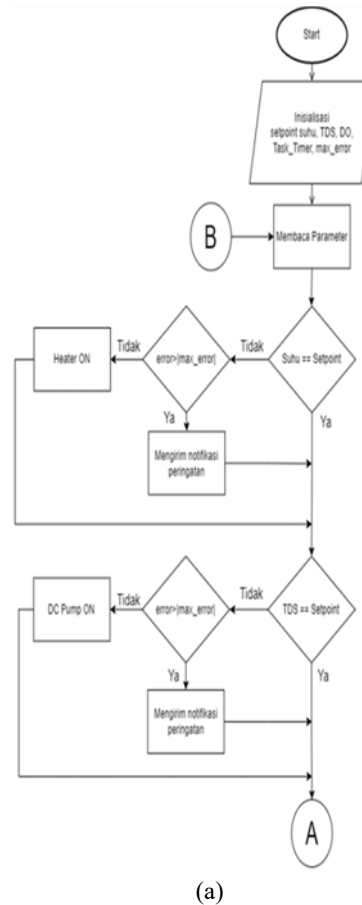 Start
Inisialisasi
setpoint suhu, TDS, DO,
Task_Timer, max_error
B
Membaca Parameter
Heater ON
Tidak
error>|max_error|
Tidak
Suhu == Setpoint
Ya
Ya
Mengirim notifikasi
peringatan
DC Pump ON
Tidak
error>|max_error|
Tidak
TDS == Setpoint
Ya
Ya
Mengirim notifikasi
peringatan
A
(a)